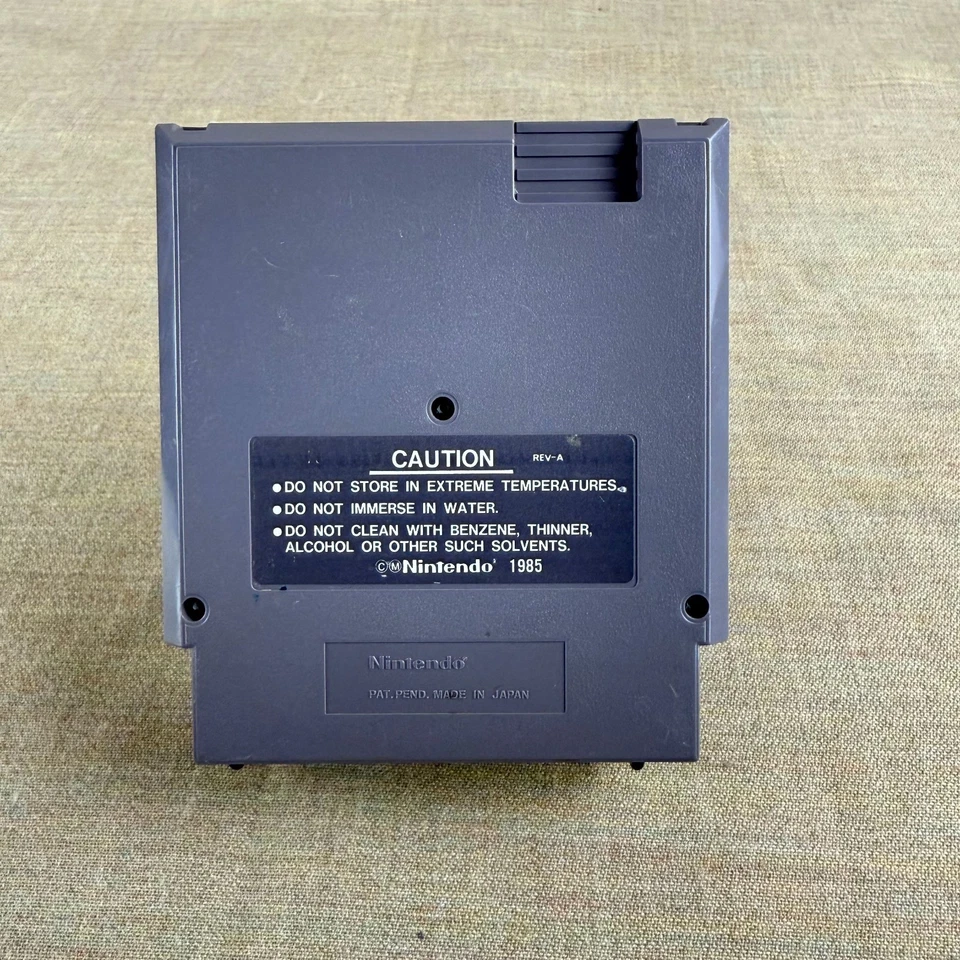 CAUTION REV-A
●DO NOT STORE IN EXTREME TEMPERATURES.
●DO NOT IMMERSE IN WATER.
●DO NOT CLEAN WITH BENZENE, THINNER,
ALCOHOL OR OTHER SUCH SOLVENTS.
©Ⓜ Nintendo® 1985
Nintendo®
PAT. PEND. MADE IN JAPAN